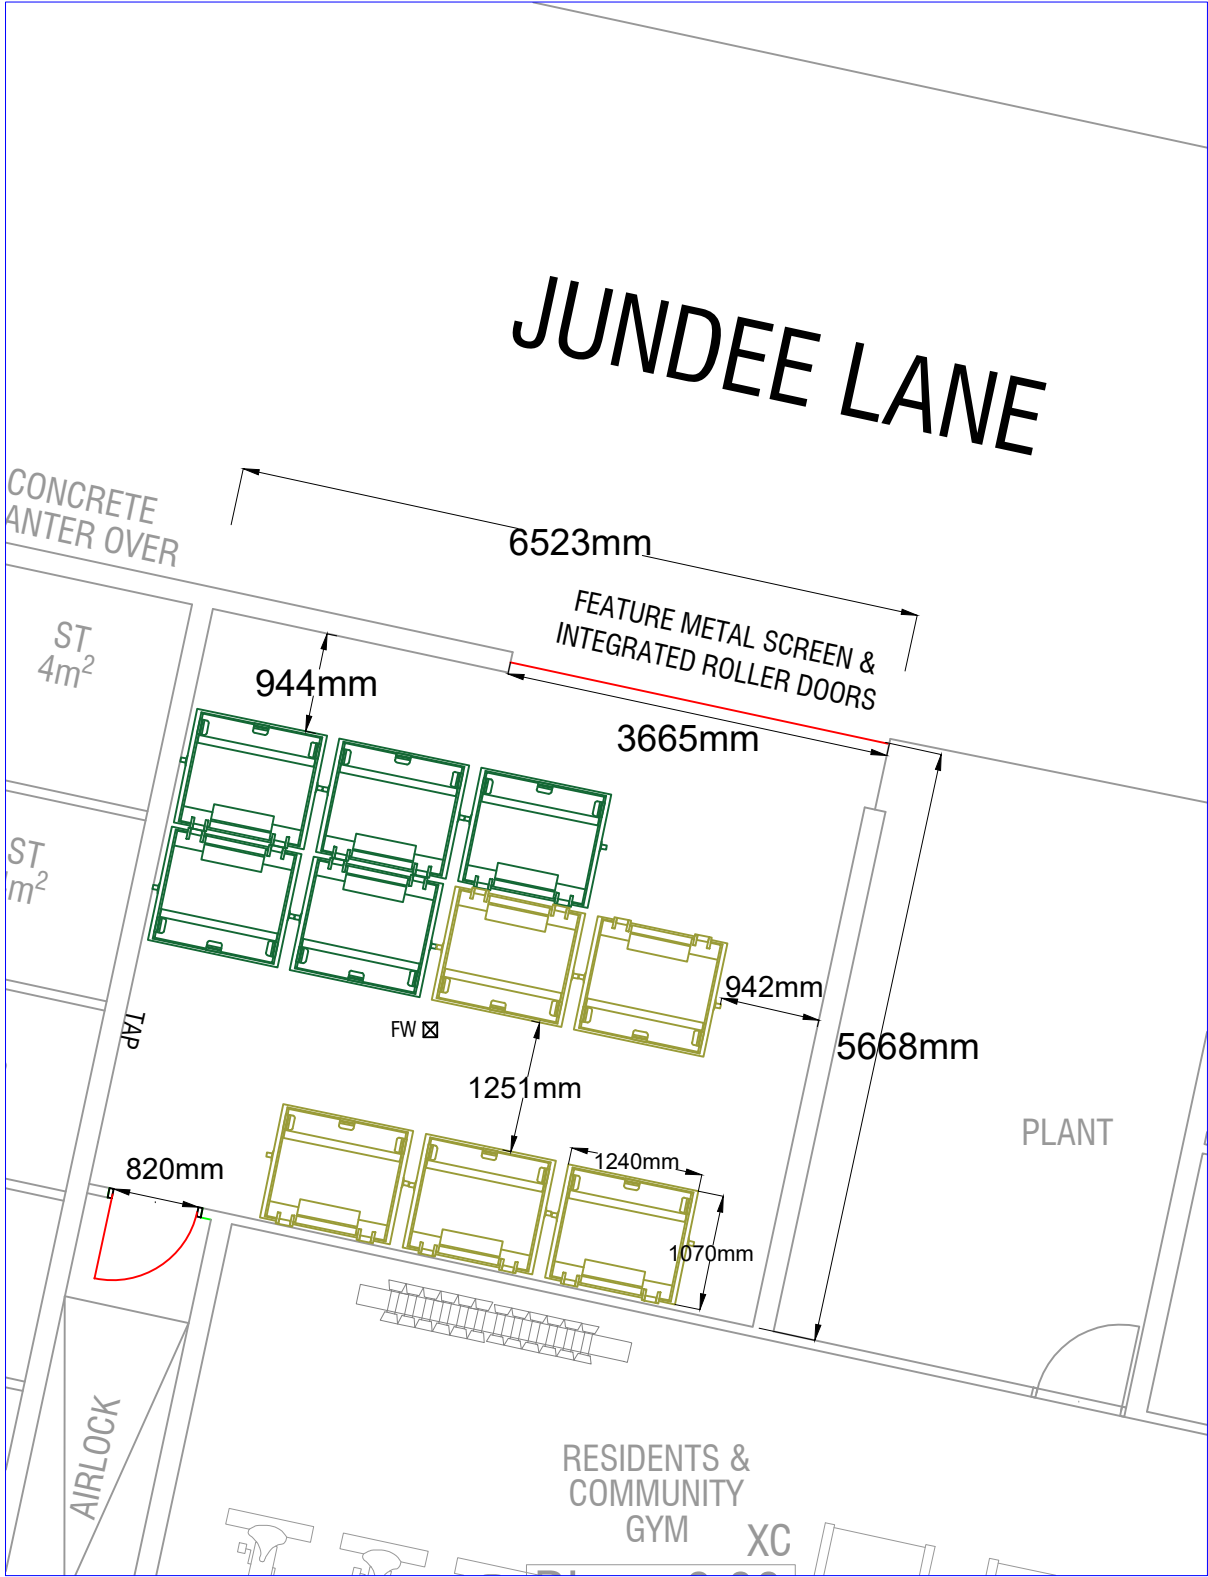 JUNDEE LANE
CONCRETE
ANTER OVER
6523mm
FEATURE METAL SCREEN &
INTEGRATED ROLLER DOORS
ST
4m²
944mm
3665mm
ST
m²
942mm
5668mm
TAP
FW
1251mm
PLANT
820mm
1240mm
1070mm
AIRLOCK
RESIDENTS &
COMMUNITY
GYM
XC